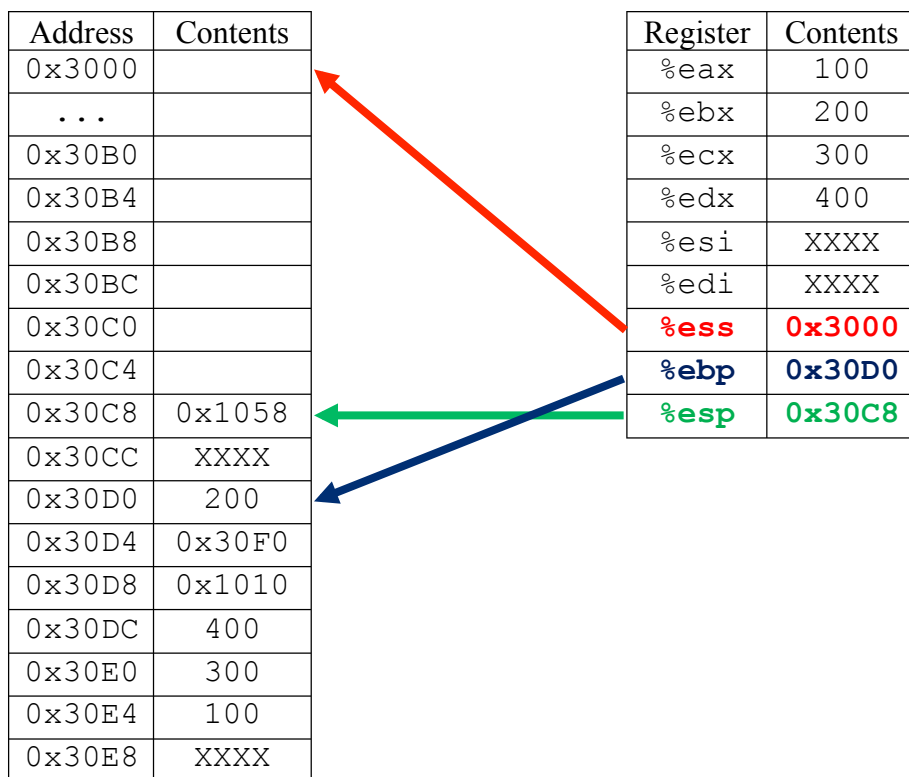 Address Contents
0x3000
...
0x30B0
0x30B4
0x30B8
0x30BC
0x30C0
0x30C4
0x30C8 0x1058
0x30CC XXXX
0x30D0 200
0x30D4 0x30F0
0x30D8 0x1010
0x30DC 400
0x30E0 300
0x30E4 100
0x30E8 XXXX
Register Contents
%eax 100
%ebx 200
%ecx 300
%edx 400
%esi XXXX
%edi XXXX
%ess 0x3000
%ebp 0x30D0
%esp 0x30C8